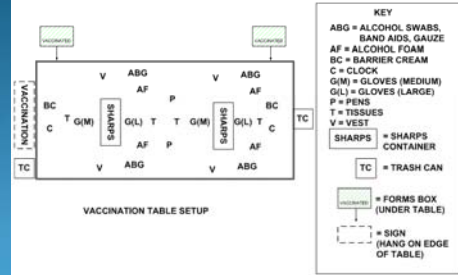 VACCINATED
VACCINATED
V ABG V ABG
AF AF
P
BC BC
T G(M) SHARPS G(L) T T G(M) SHARPS G(L) T
C C
P
AF AF
V ABG V ABG
VACCINATION
TC
TC
VACCINATION TABLE SETUP
KEY
ABG = ALCOHOL SWABS,
BAND AIDS, GAUZE
AF = ALCOHOL FOAM
BC = BARRIER CREAM
C = CLOCK
G(M) = GLOVES (MEDIUM)
G(L) = GLOVES (LARGE)
P = PENS
T = TISSUES
V = VEST
SHARPS = SHARPS
CONTAINER
TC = TRASH CAN
VACCINATED = FORMS BOX
(UNDER TABLE)
= SIGN
(HANG ON EDGE
OF TABLE)